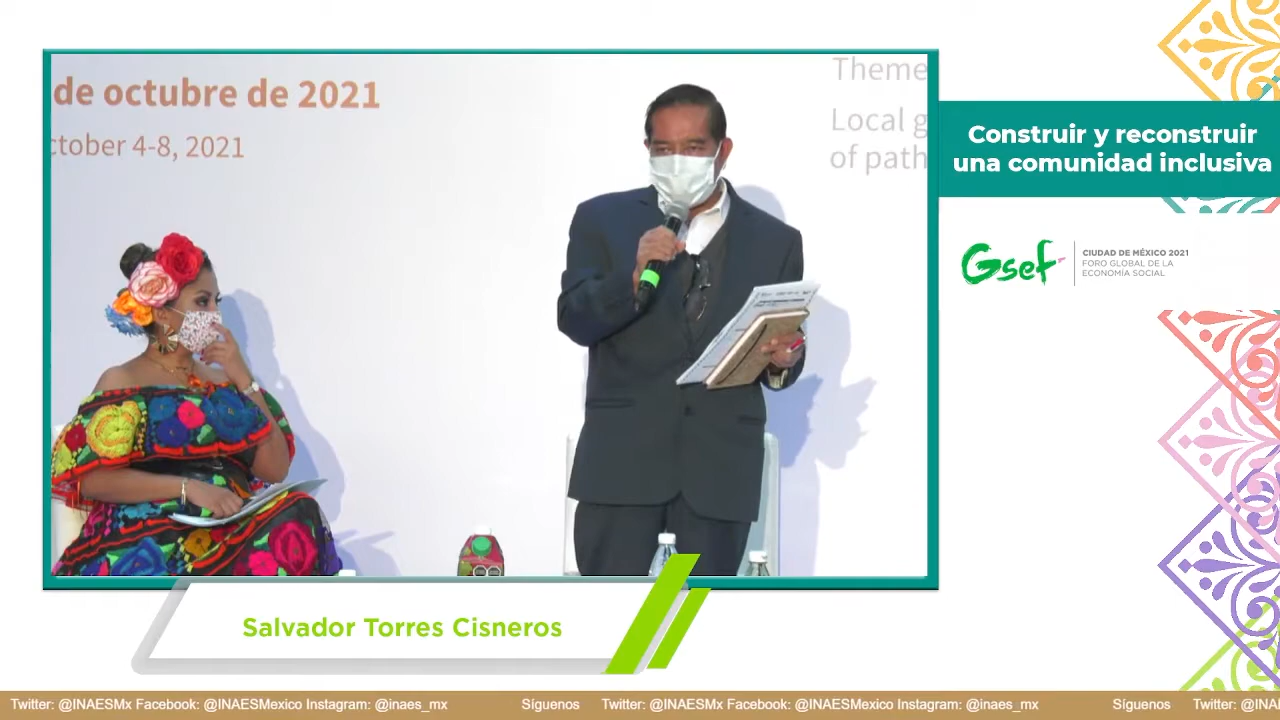 de octubre de 2021
ctober 4-8, 2021
Theme
Local g
of path
Construir y reconstruir
una comunidad inclusiva
Gsef
CIUDAD DE MÉXICO 2021
FORO GLOBAL DE LA
ECONOMÍA SOCIAL
Salvador Torres Cisneros
Twitter: @INAESMx Facebook: @INAESMexico Instagram: @inaes_mx Síguenos Twitter: @INAESMx Facebook: @INAESMexico Instagram: @inaes_mx Síguenos Twitter: @INA